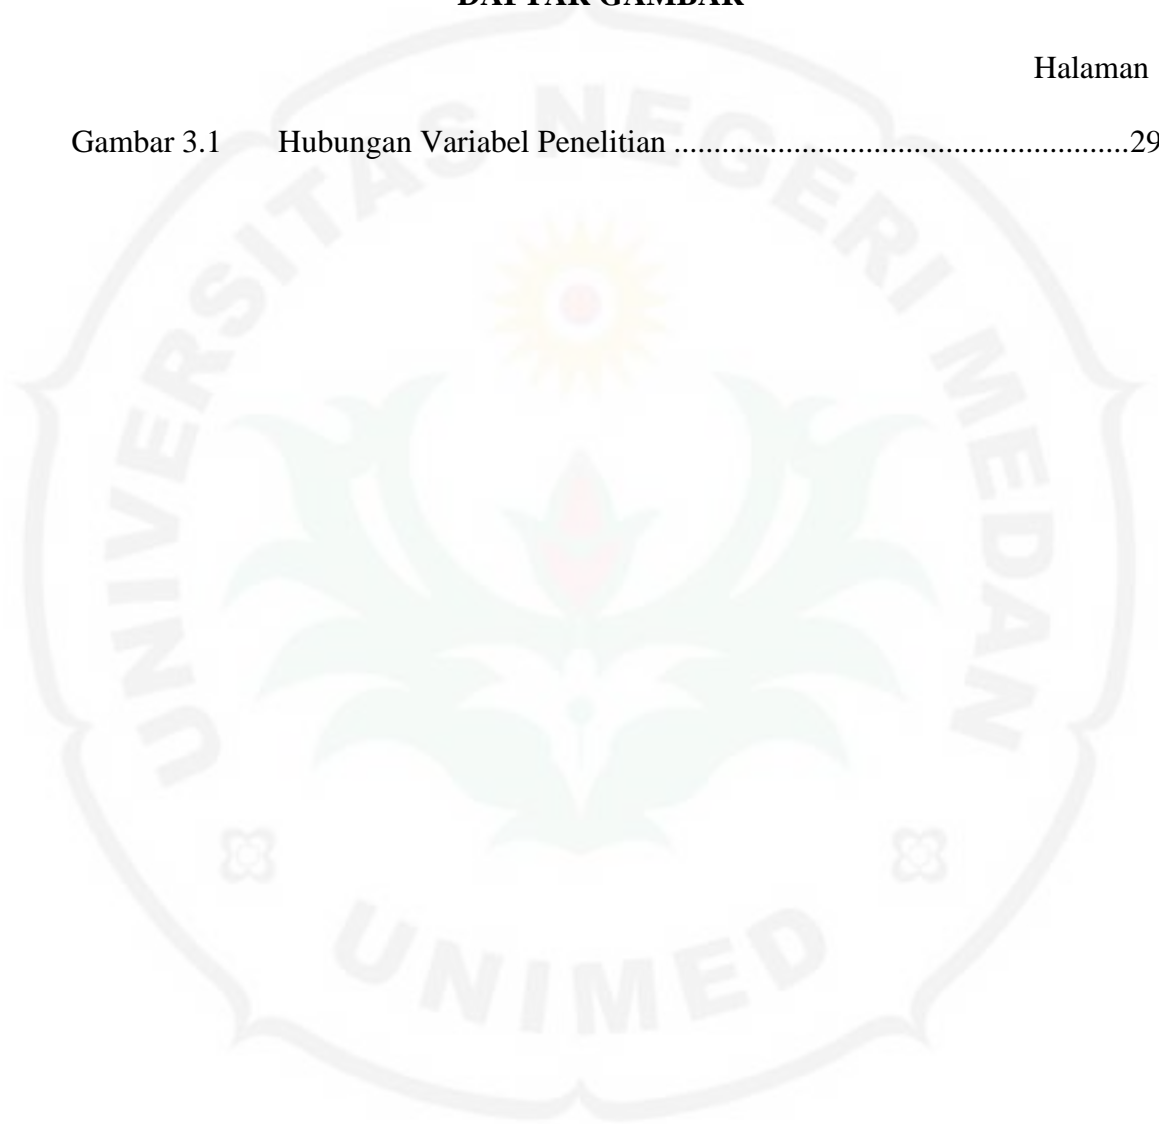 DAFTAR GAMBAR
Halaman
Gambar 3.1 Hubungan Variabel Penelitian ..........................................................29
UNIVERSITAS NEGERI MEDAN
UNIMED